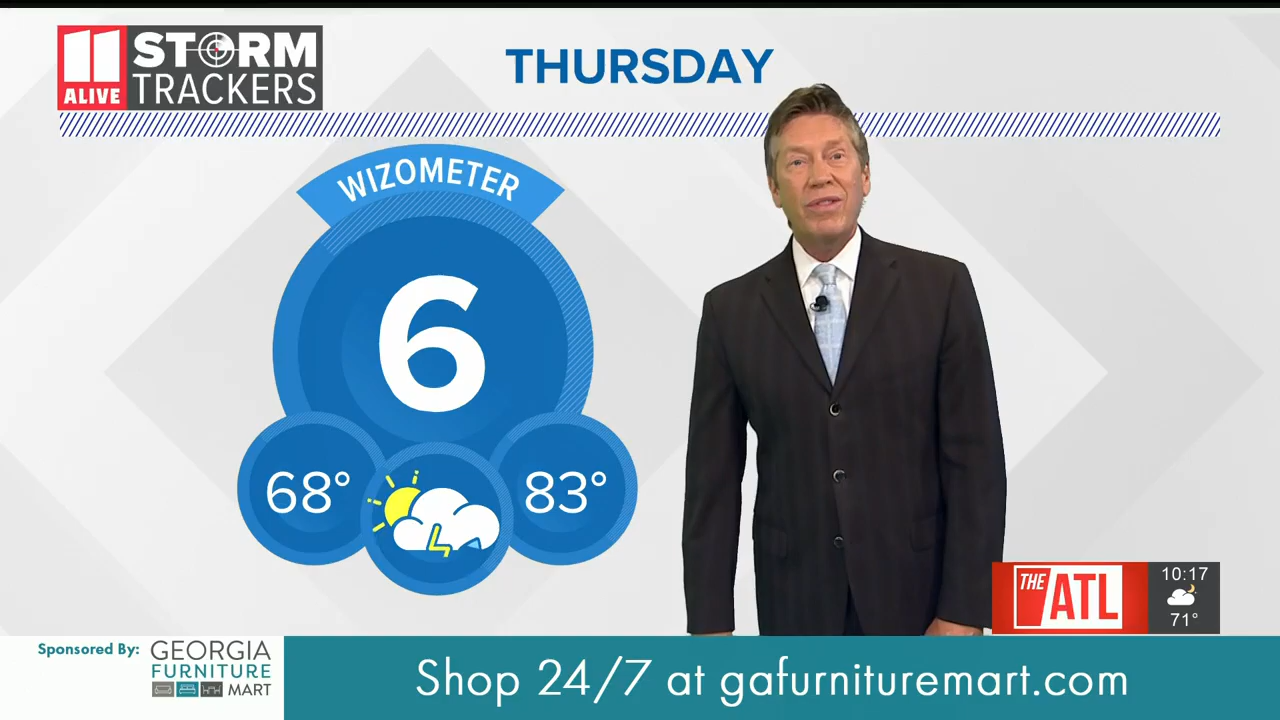 11
ALIVE
STORM
TRACKERS
THURSDAY
WIZOMETER
6
68°
83°
THE
ATL
10:17
71°
Sponsored By:
GEORGIA
FURNITURE
MART
Shop 24/7 at gafurnituremart.com